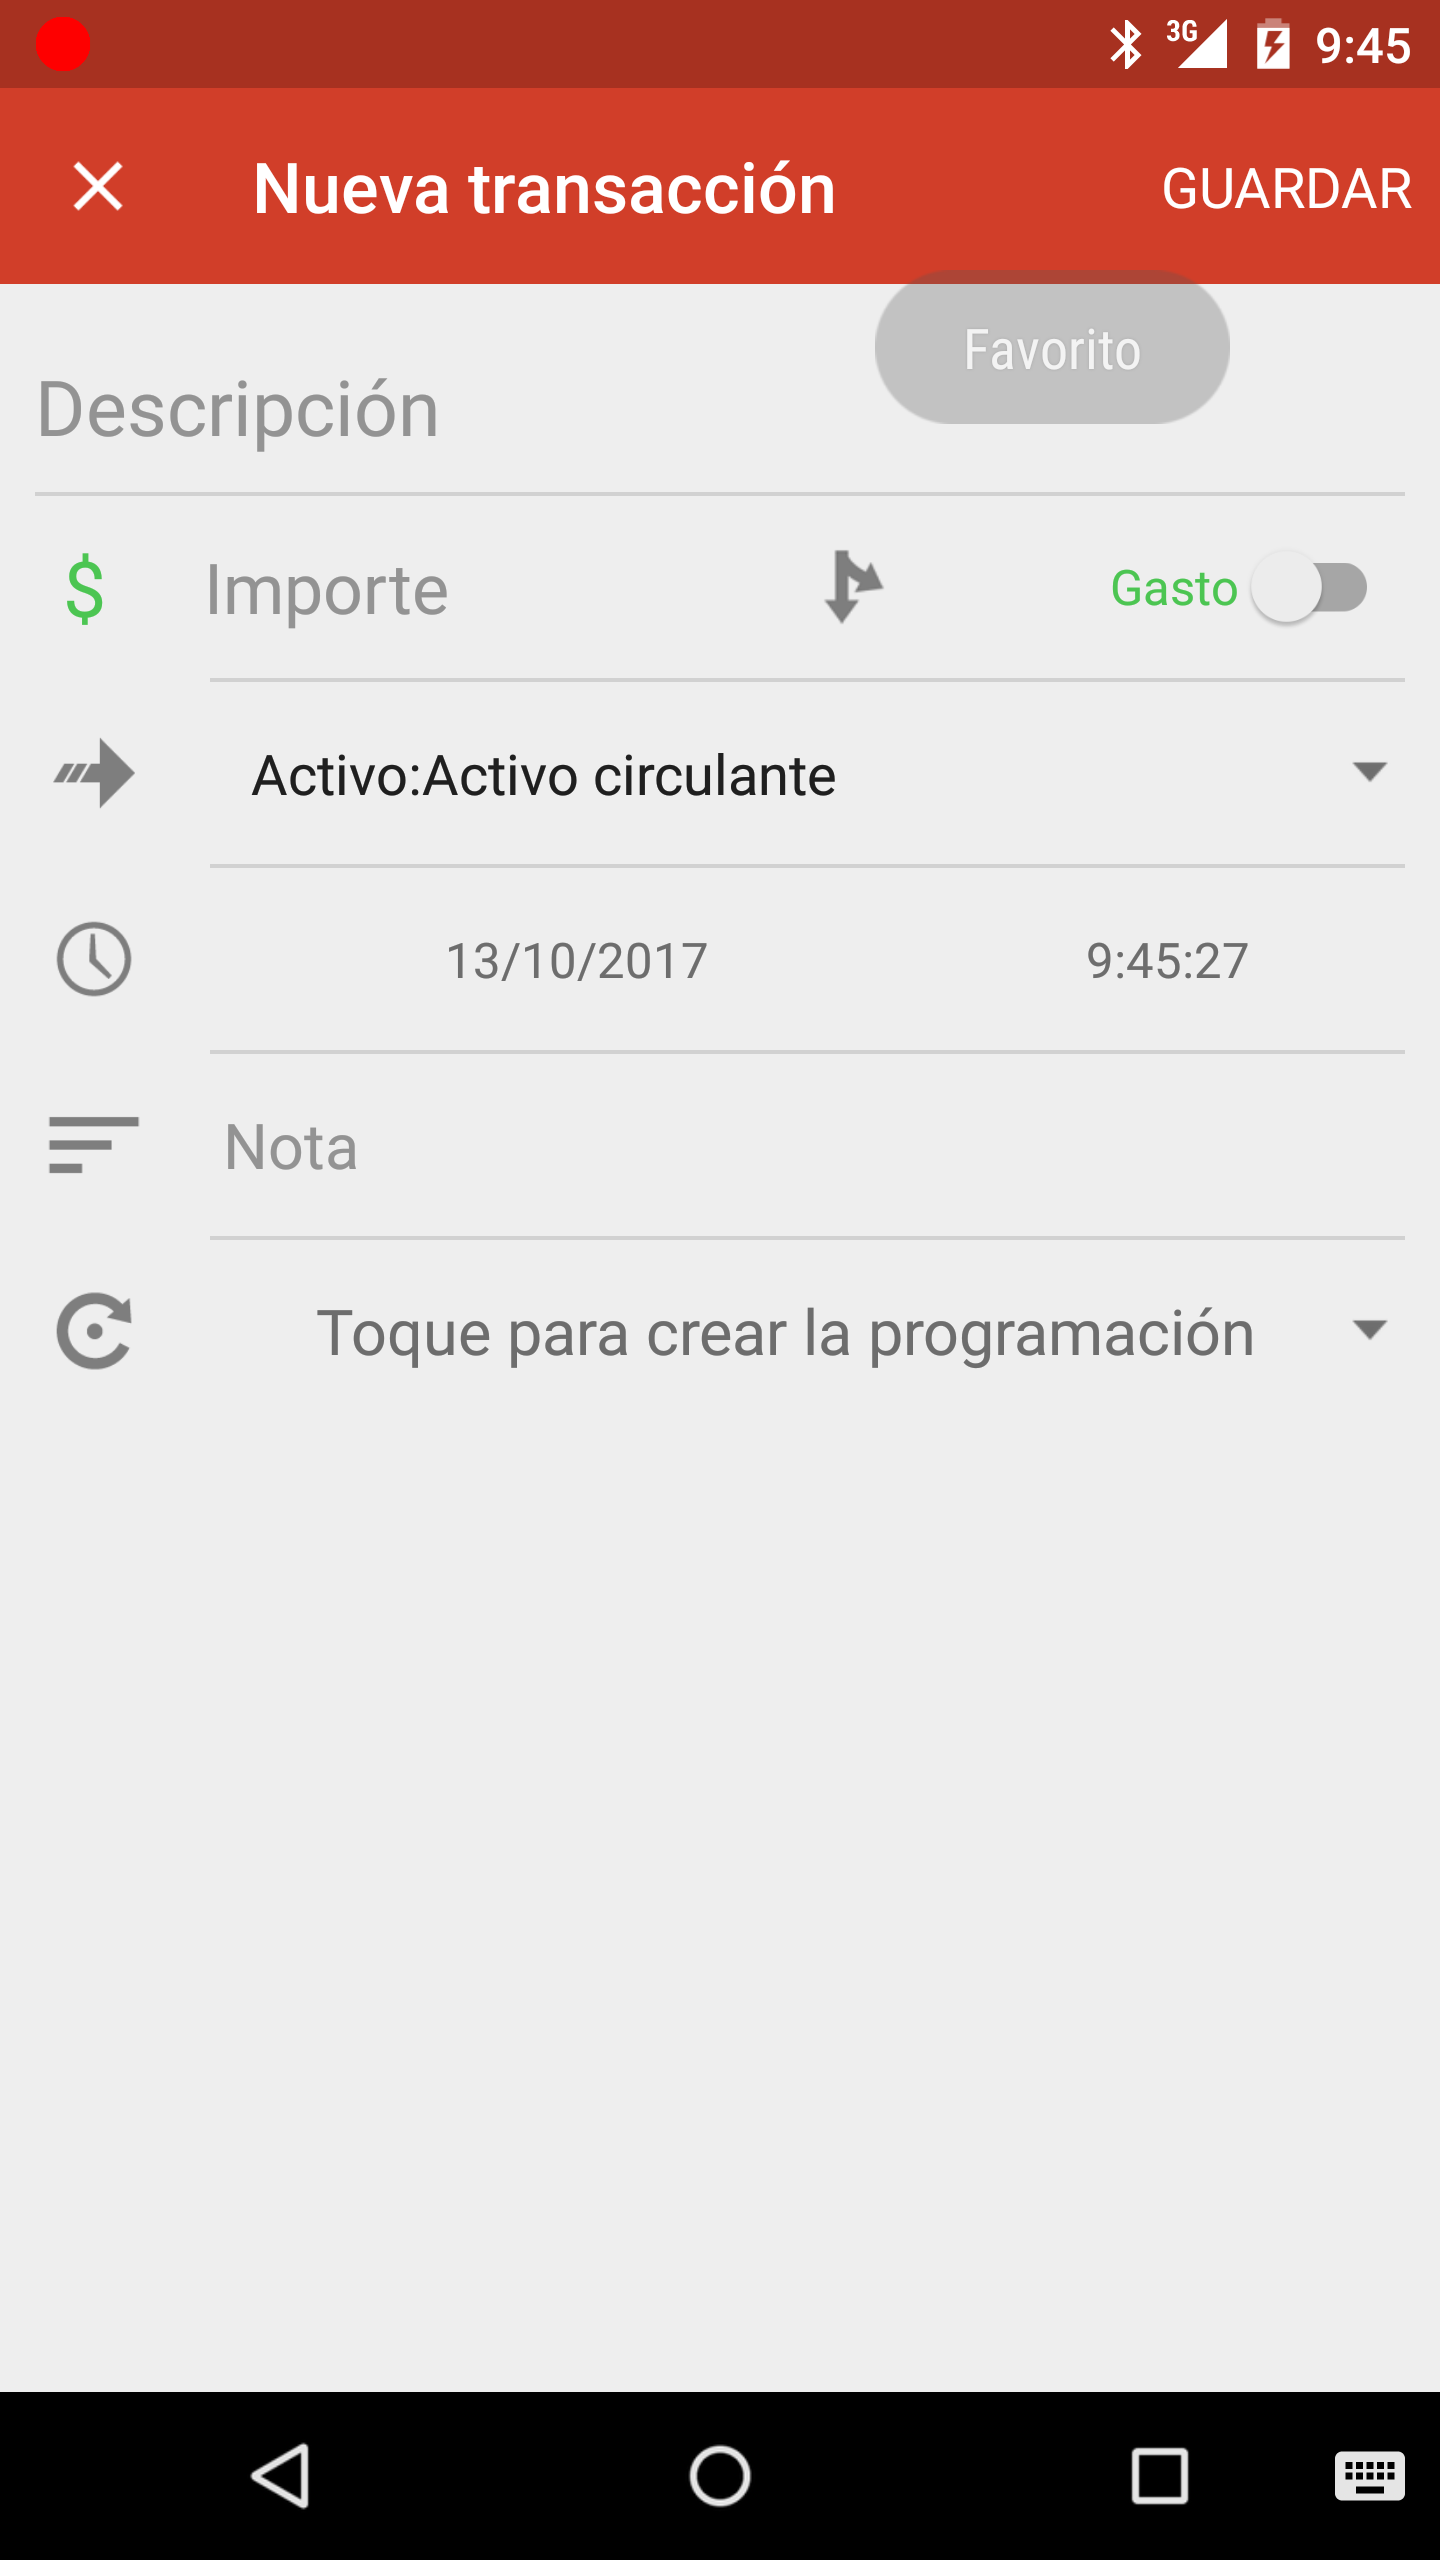 3G 9:45
Nueva transacción GUARDAR
Favorito
Descripción
$ Importe Gasto
Activo:Activo circulante
13/10/2017 9:45:27
Nota
Toque para crear la programación